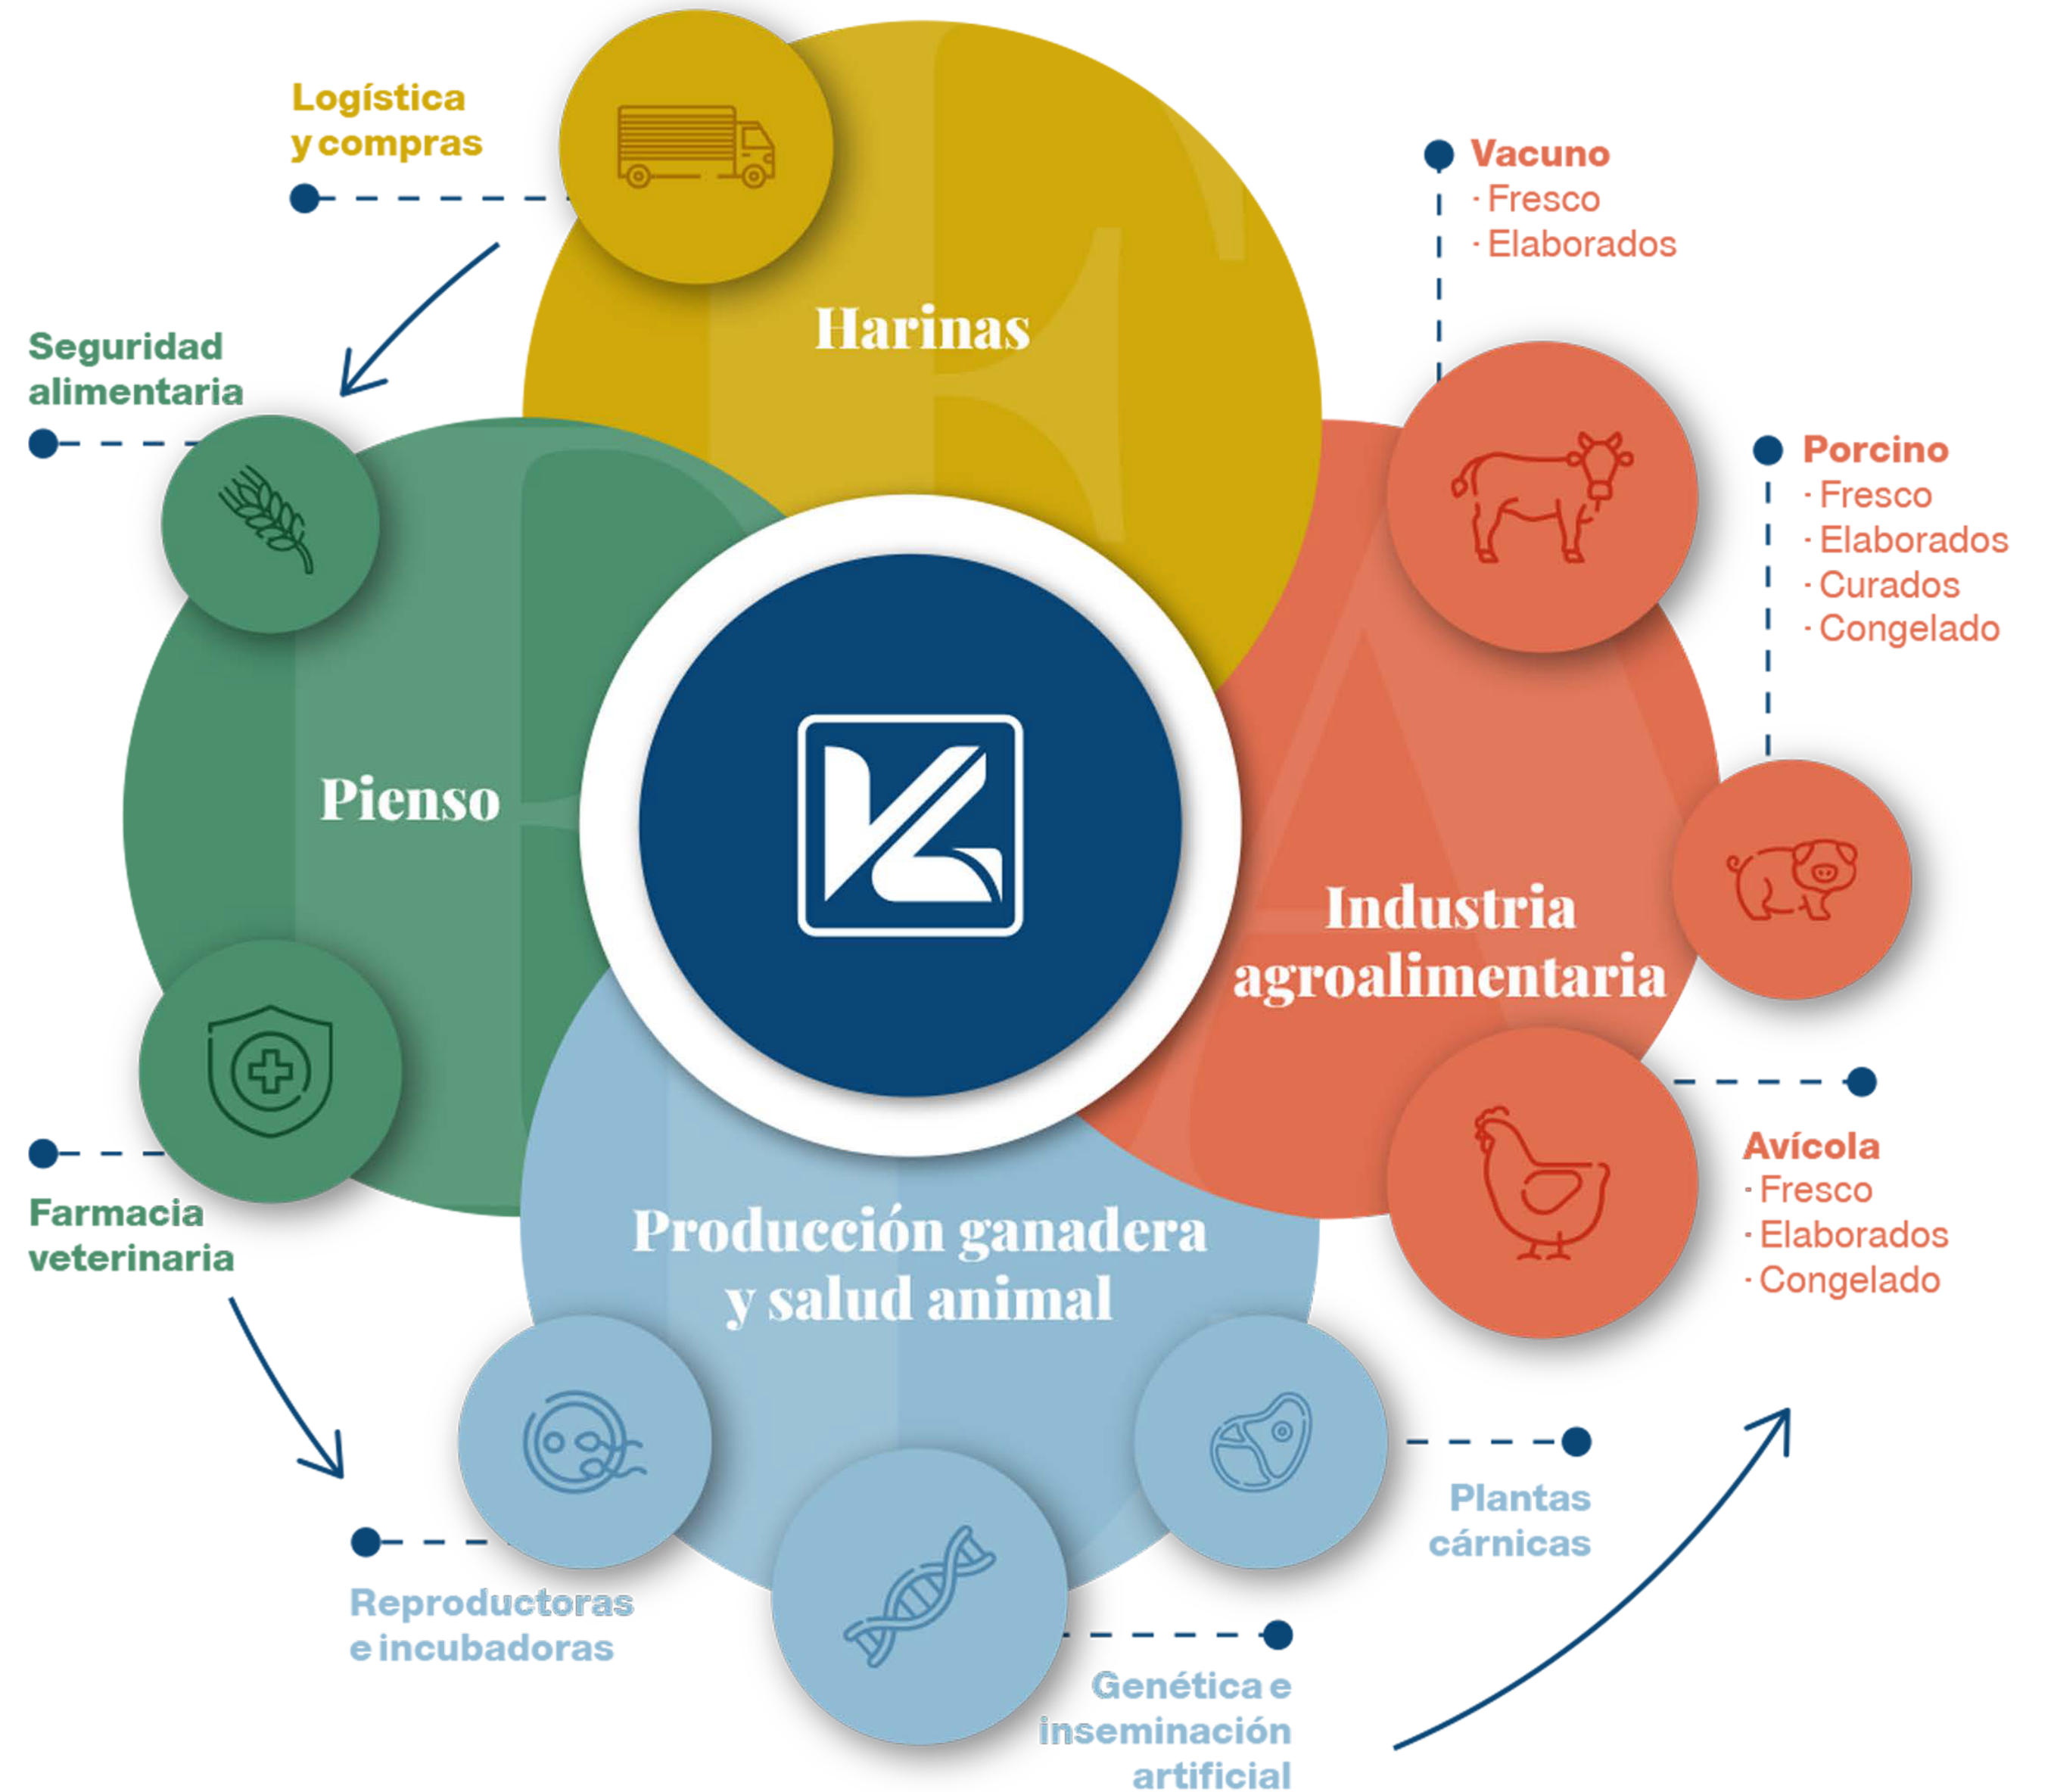 Logística
y compras
Harinas
Vacuno
· Fresco
· Elaborados
Seguridad
alimentaria
Porcino
· Fresco
· Elaborados
· Curados
· Congelado
Pienso
Industria
agroalimentaria
Avícola
· Fresco
· Elaborados
· Congelado
Farmacia
veterinaria
Producción ganadera
y salud animal
Plantas
cárnicas
Reproductoras
e incubadoras
Genética e
inseminación
artificial